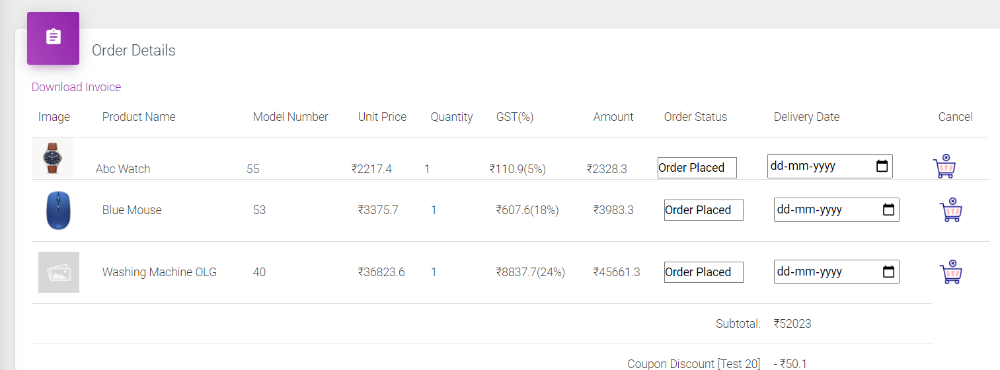 Order Details
Download Invoice
Image Product Name Model Number Unit Price Quantity GST(%) Amount Order Status Delivery Date Cancel
Abc Watch 55 ₹2217.4 1 ₹110.9(5%) ₹2328.3 Order Placed dd-mm-yyyy
Blue Mouse 53 ₹3375.7 1 ₹607.6(18%) ₹3983.3 Order Placed dd-mm-yyyy
Washing Machine OLG 40 ₹36823.6 1 ₹8837.7(24%) ₹45661.3 Order Placed dd-mm-yyyy
Subtotal: ₹52023
Coupon Discount [Test 20] - ₹50.1